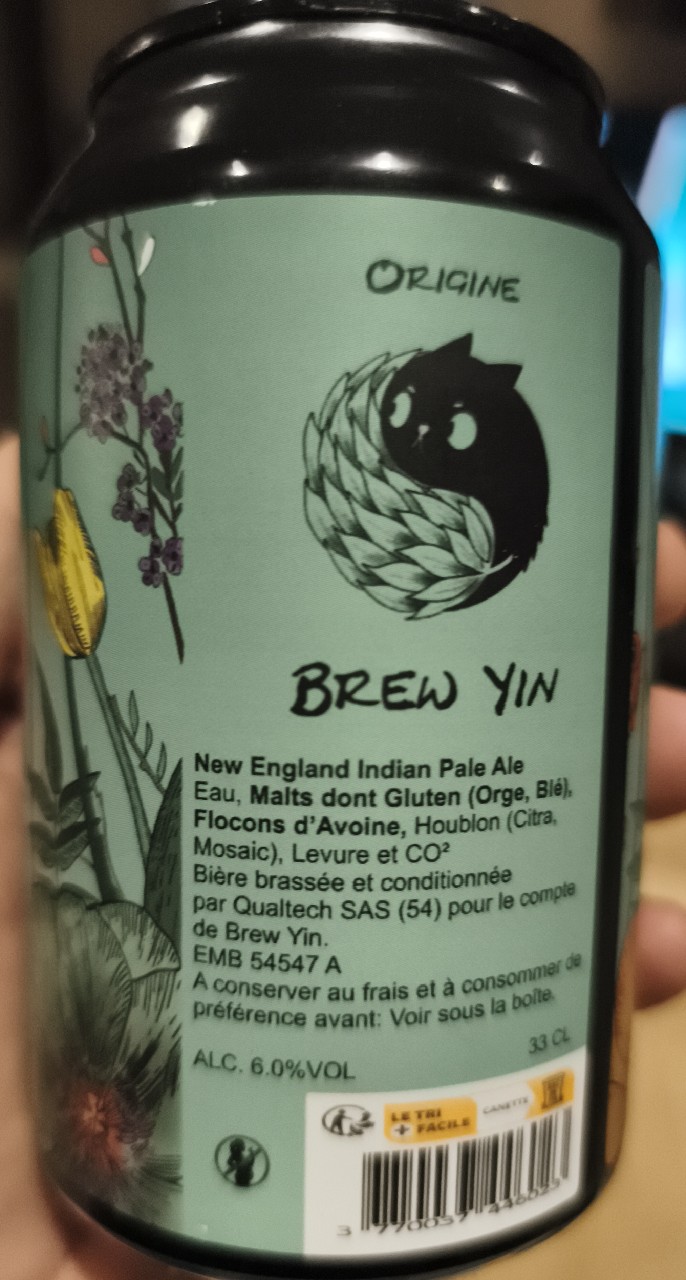 ORIGINE
BREW YIN
New England Indian Pale Ale
Eau, Malts dont Gluten (Orge, Blé),
Flocons d’Avoine, Houblon (Citra,
Mosaic), Levure et CO²
Bière brassée et conditionnée
par Qualtech SAS (54) pour le compte
de Brew Yin.
EMB 54547 A
A conserver au frais et à consommer de
préférence avant: Voir sous la boîte.
33 CL
ALC. 6.0%VOL
LE TRI
+ FACILE
CANETTE